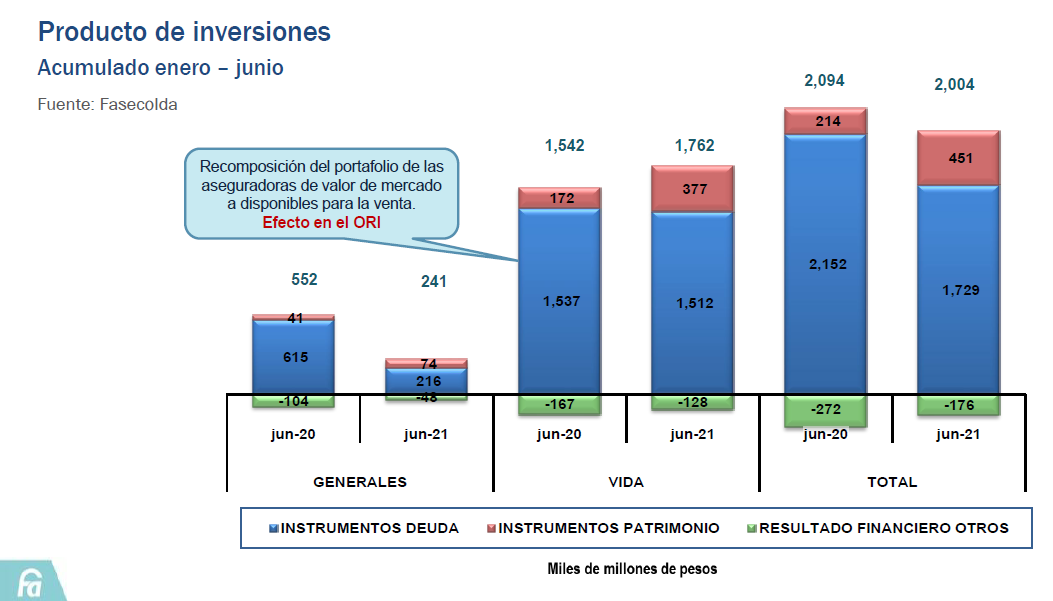 Producto de inversiones
Acumulado enero – junio
Fuente: Fasecolda
Recomposición del portafolio de las
aseguradoras de valor de mercado
a disponibles para la venta.
Efecto en el ORI
552
241
1,542
1,762
2,094
2,004
41
615
-104
74
216
-48
172
1,537
-167
377
1,512
-128
214
2,152
-272
451
1,729
-176
jun-20
jun-21
jun-20
jun-21
jun-20
jun-21
GENERALES
VIDA
TOTAL
INSTRUMENTOS DEUDA
INSTRUMENTOS PATRIMONIO
RESULTADO FINANCIERO OTROS
Miles de millones de pesos
fa